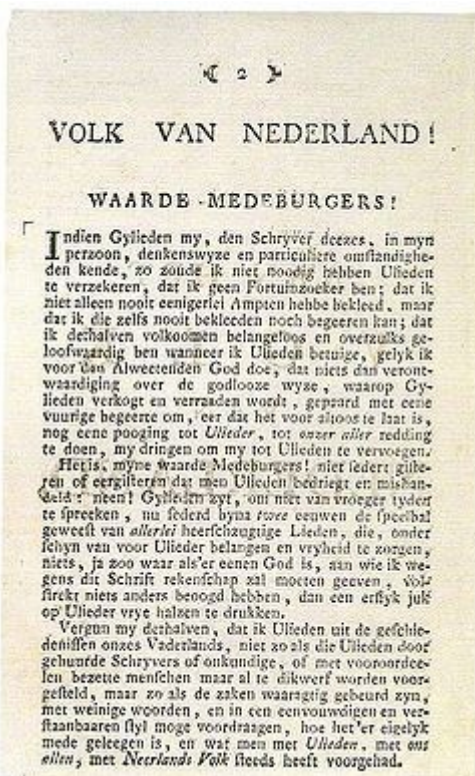 2
VOLK VAN NEDERLAND!
WAARDE MEDEBURGERS!
Indien Gylieden my, den Schryver deezes, in myn
perzoon, denkenswyze en particuliere omstandighe-
den kende, zo zoude ik niet noodig hebben Ulieden
te verzekeren, dat ik geen Fortuinzoeker ben; dat ik
niet alleen nooit eenigerlei Ampten hebbe bekleed, maar
dat ik die zelfs nooit bekleeden noch begeeren kan; dat
ik derhalven volkoomen belangeloos en overzulks ge-
loofwaardig ben wanneer ik Ulieden betuige, gelyk ik
voor den Alweetenden God doe, dat niets dan veront-
waardiging over de godlooze wyze, waarop Gy-
lieden verkogt en verraaden wordt, gepaard met eene
vuurige begeerte om, eer dat het voor altoos te laat is,
nog eene pooging tot Ulieder, tot onzer aller redding
te doen, my dringen om my tot Ulieden te vervoegen.
Het is, myne waarde Medeburgers! niet sedert giste-
ren of eergisteren dat men Ulieden bedriegt en mishan-
deld: neen! Gylieden zyt, om niet van vroeger tyden
te spreeken, nu sederd byna twee eeuwen de speelbal
geweest van allerlei heerschzugtige Lieden, die, onder
schyn van voor Ulieder belangen en vryheid te zorgen,
niets, ja zoo waar als'er eenen God is, aan wie ik we-
gens dit Schrift rekenschap zal moeten geeven, vol-
strekt niets anders beoogd hebben, dan een erflyk juk
op Ulieder vrye halzen te drukken.
Vergun my derhalven, dat ik Ulieden uit de geschie-
denissen onzes Vaderlands, niet zo als die Ulieden door
gehuurde Schryvers of onkundige, of met vooroordee-
len bezette menschen maar al te dikwerf worden voor-
gesteld, maar zo als de zaken waaragtig gebeurd zyn,
met weinige woorden, en in een eenvouwdigen en ver-
staanbaaren styl moge voordraagen, hoe het'er eigelyk
mede geleegen is, en wat men met Ulieden, met ons
allen, met Neerlands Volk steeds heeft voorgehad.